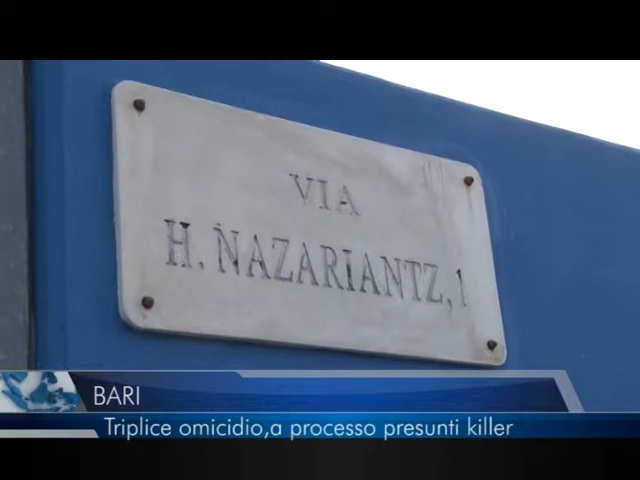 VIA
H. NAZARIANTZ, 1
BARI
Triplice omicidio,a processo presunti killer